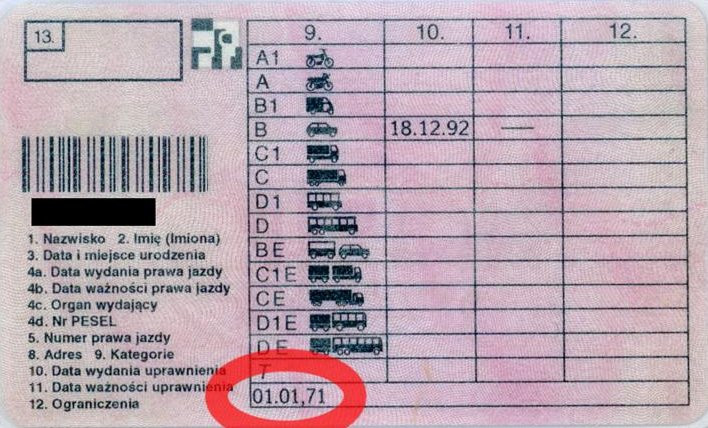 13.
9. 10. 11. 12.
A1
A
B1
B 18.12.92 —
C1
C
D1
D
BE
C1E
CE
D1E
DE
T
01.01,71
1. Nazwisko 2. Imię (Imiona)
3. Data i miejsce urodzenia
4a. Data wydania prawa jazdy
4b. Data ważności prawa jazdy
4c. Organ wydający
4d. Nr PESEL
5. Numer prawa jazdy
8. Adres 9. Kategorie
10. Data wydania uprawnienia
11. Data ważności uprawnienia
12. Ograniczenia